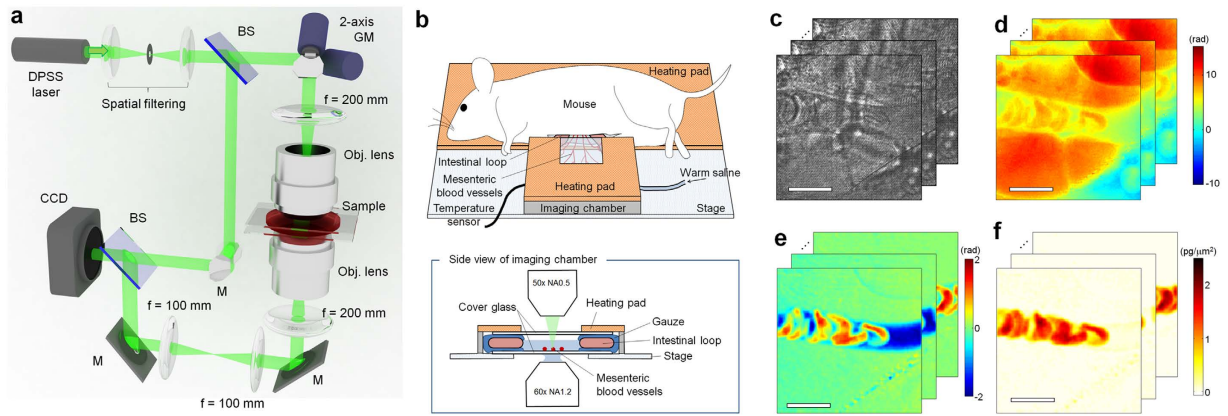 a
DPSS
laser
Spatial filtering
BS
2-axis
GM
f = 200 mm
Obj. lens
Sample
CCD
BS
Obj. lens
M
f = 100 mm
f = 200 mm
M
M
f = 100 mm
b
Heating pad
Mouse
Intestinal loop
Mesenteric
blood vessels
Heating pad
Warm saline
Temperature
sensor
Imaging chamber
Stage
Side view of imaging chamber
50x NA0.5
Cover glass
Heating pad
Gauze
Intestinal loop
Stage
60x NA1.2
Mesenteric
blood vessels
c
d
(rad)
10
0
-10
e
(rad)
2
0
-2
f
(pg/μm²)
2
1
0